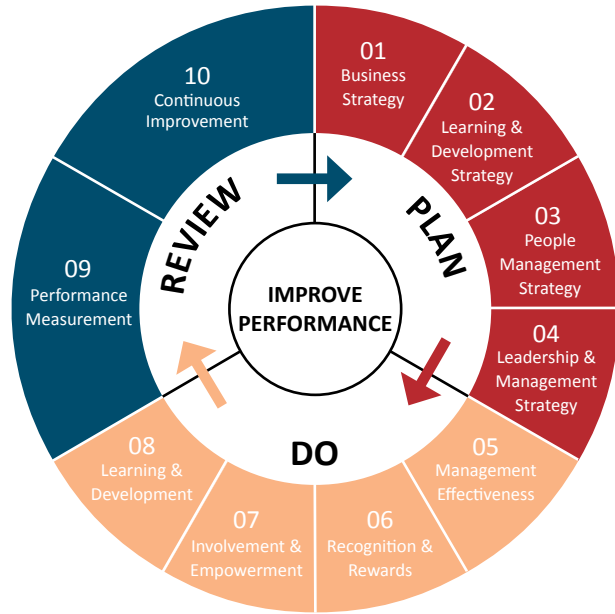 01
Business
Strategy
02
Learning &
Development
Strategy
03
People
Management
Strategy
04
Leadership &
Management
Strategy
05
Management
Effectiveness
06
Recognition &
Rewards
07
Involvement &
Empowerment
08
Learning &
Development
09
Performance
Measurement
10
Continuous
Improvement
PLAN
DO
REVIEW
IMPROVE
PERFORMANCE